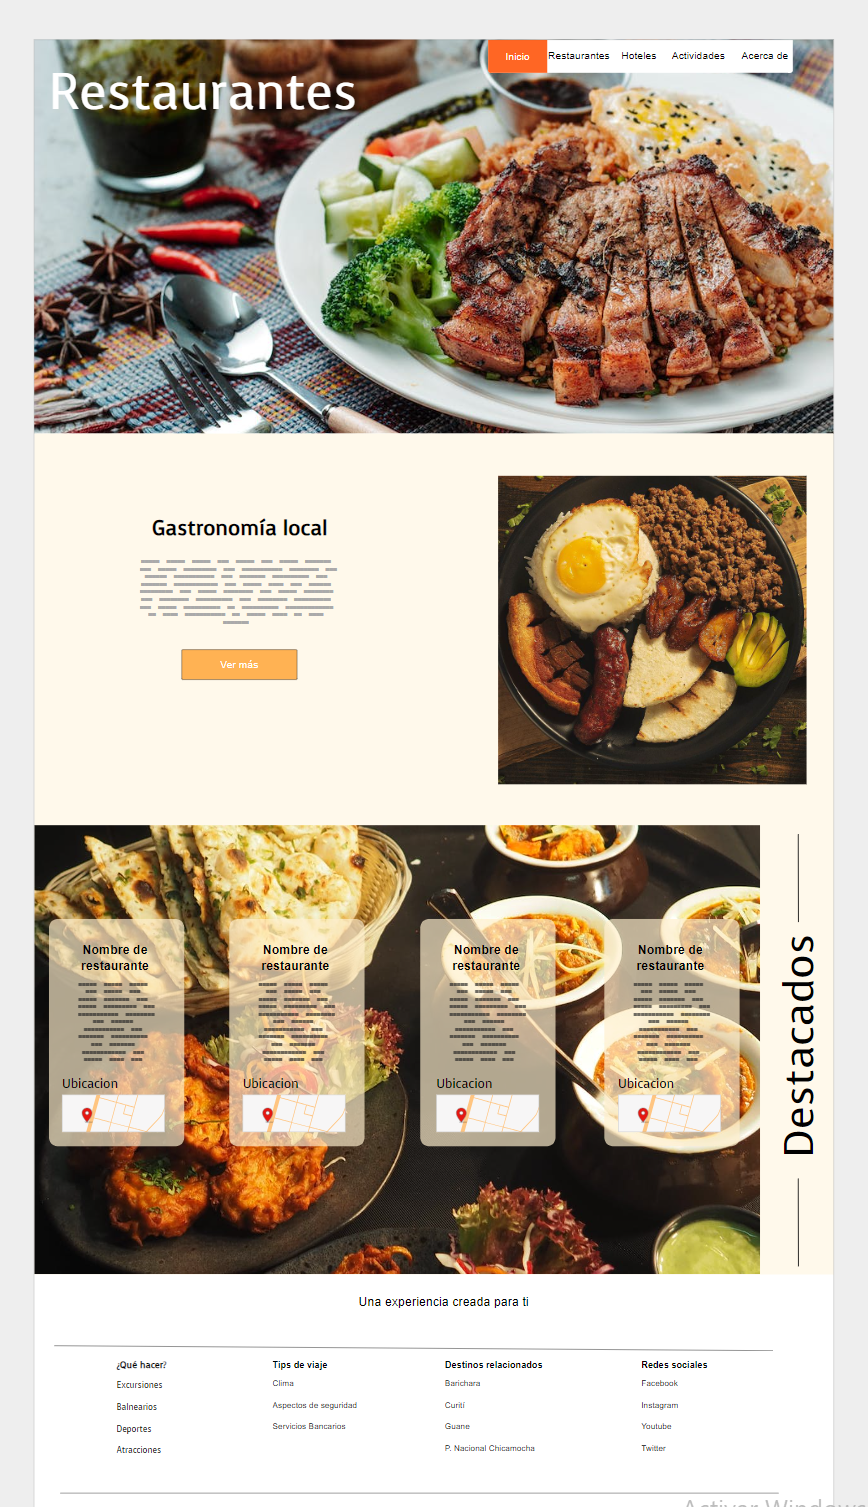 Inicio Restaurantes Hoteles Actividades Acerca de
Restaurantes
Gastronomía local
Ver más
Nombre de restaurante
Ubicacion
Nombre de restaurante
Ubicacion
Nombre de restaurante
Ubicacion
Nombre de restaurante
Ubicacion
Destacados
Una experiencia creada para ti
¿Qué hacer?
Excursiones
Balnearios
Deportes
Atracciones
Tips de viaje
Clima
Aspectos de seguridad
Servicios Bancarios
Destinos relacionados
Barichara
Curití
Guane
P. Nacional Chicamocha
Redes sociales
Facebook
Instagram
Youtube
Twitter